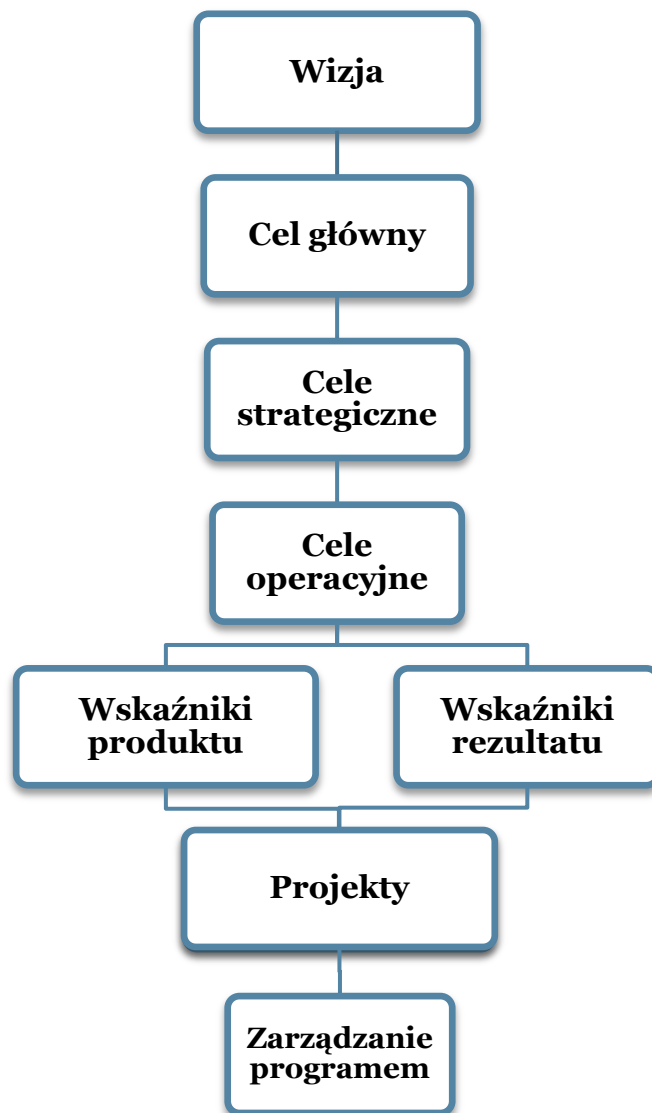 Wizja
Cel główny
Cele
strategiczne
Cele
operacyjne
Wskaźniki
produktu
Wskaźniki
rezultatu
Projekty
Zarządzanie
programem